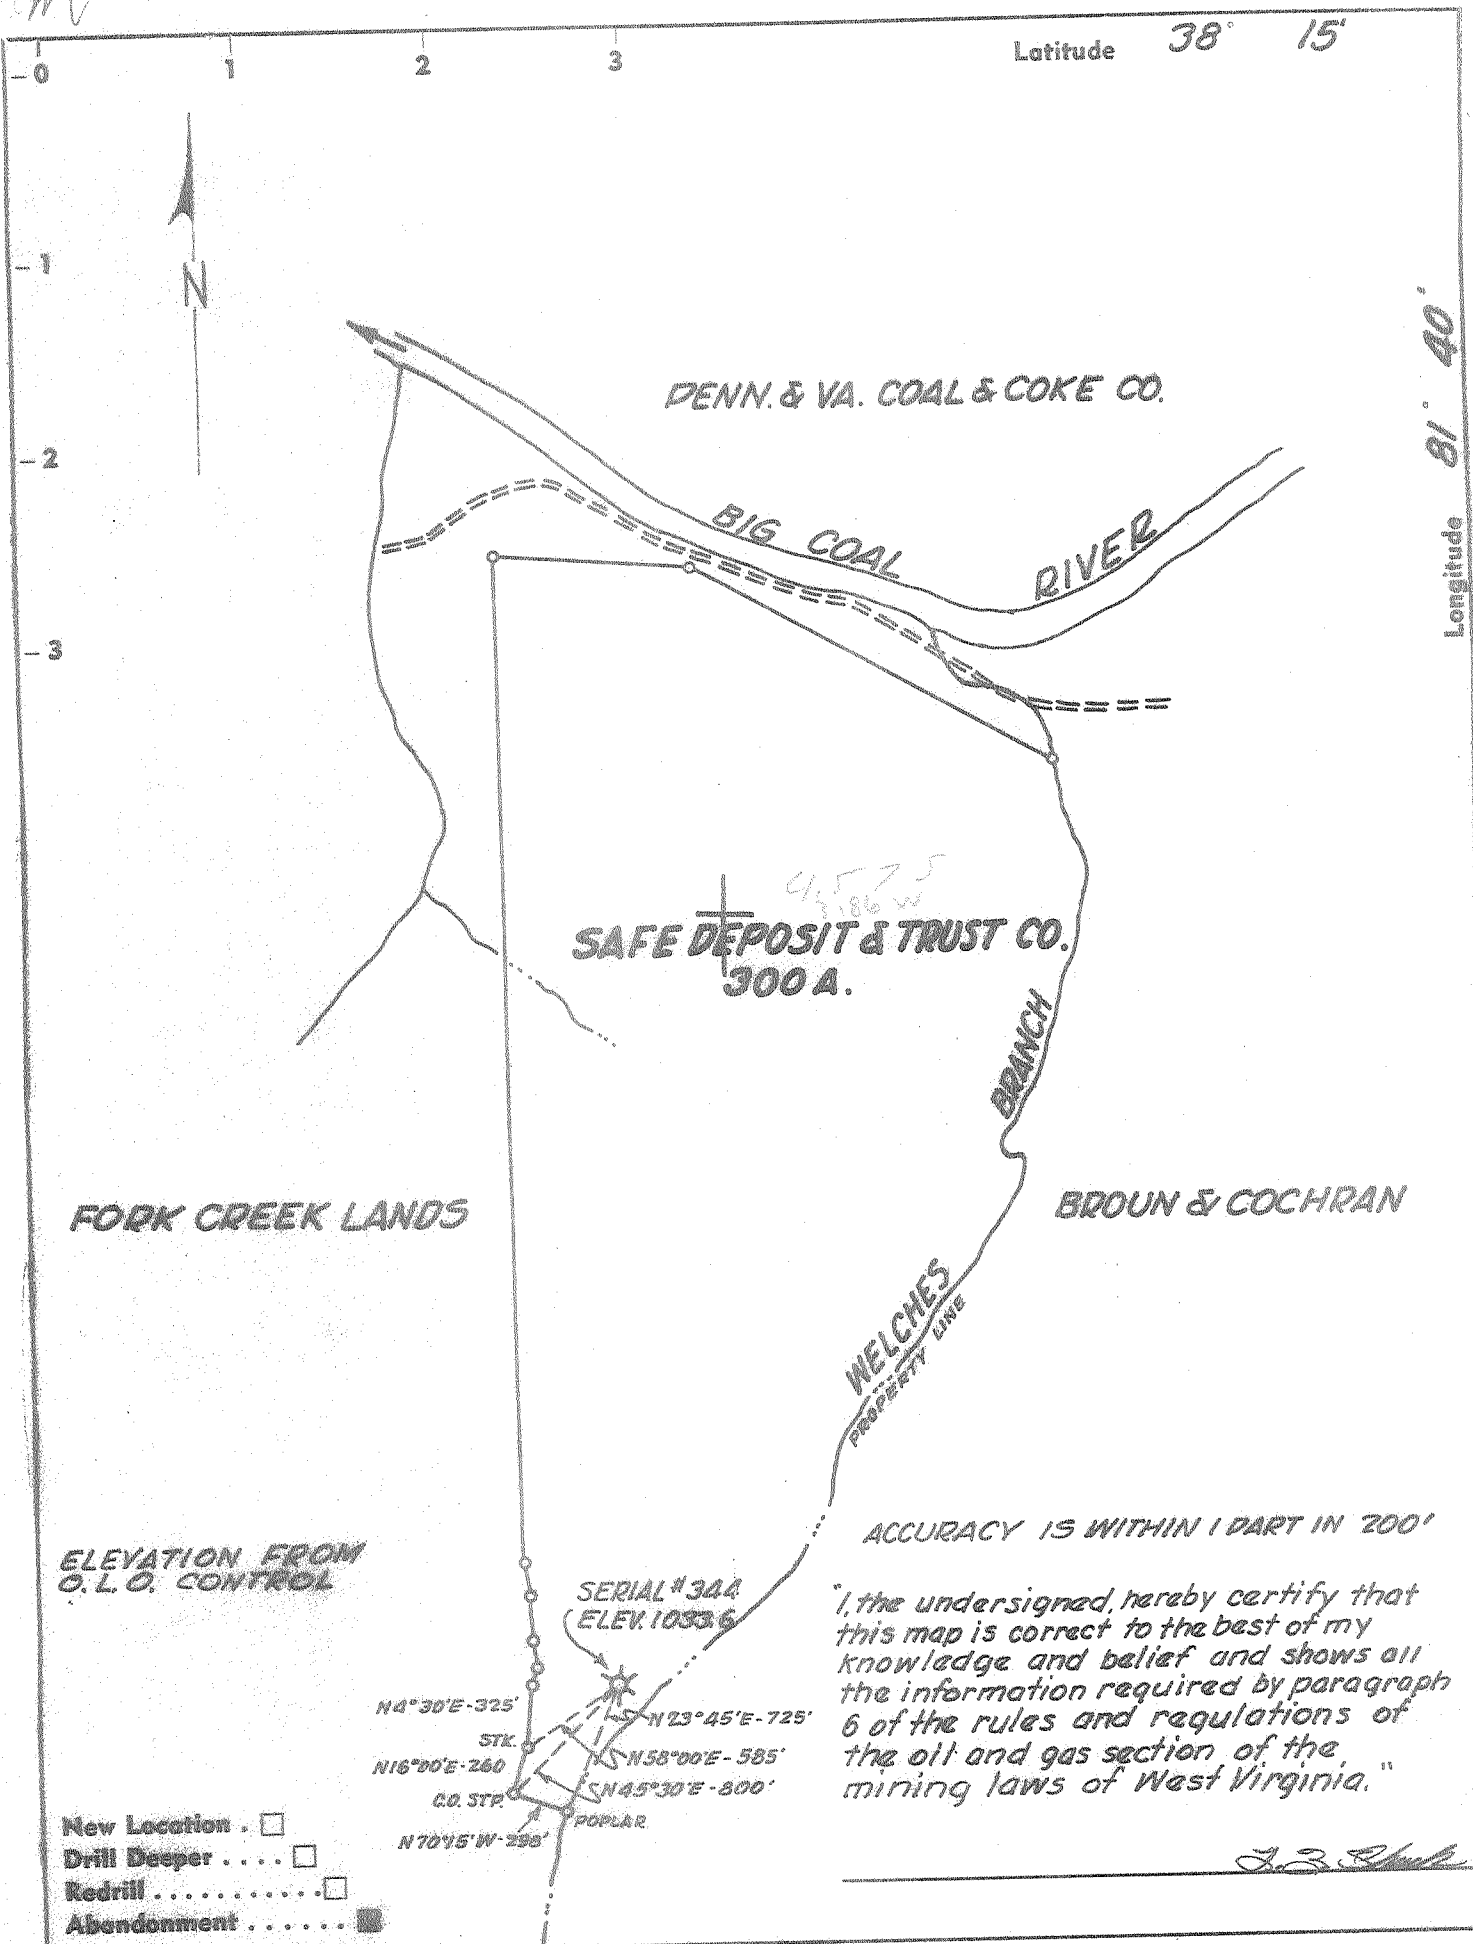 Latitude 38° 15'
0 1 2 3
1
2
3
N
Longitude 81° 40'
PENN. & VA. COAL & COKE CO.
BIG COAL RIVER
4.575
3.86 W
SAFE DEPOSIT & TRUST CO.
300 A.
BRANCH
FORK CREEK LANDS
BROUN & COCHRAN
WELCHES
PROPERTY LINE
ACCURACY IS WITHIN 1 PART IN 200'
ELEVATION FROM
O.L.O. CONTROL
SERIAL #344
ELEV. 1033.6
"I, the undersigned, hereby certify that
this map is correct to the best of my
knowledge and belief and shows all
the information required by paragraph
6 of the rules and regulations of
the oil and gas section of the
mining laws of West Virginia."
N4°30'E-325'
N23°45'E-725'
STK.
N58°00'E-585'
N16°00'E-260
N45°30'E-800'
C.O. STP.
POPLAR
N70°15'W-298'
New Location .
Drill Deeper ....
Redrill ...........
Abandonment ......